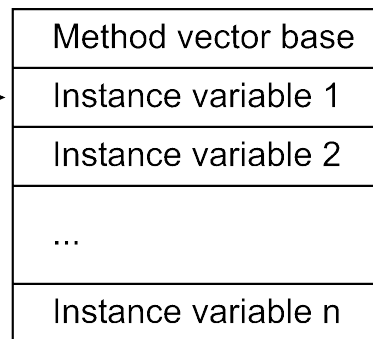 Method vector base
Instance variable 1
Instance variable 2
...
Instance variable n